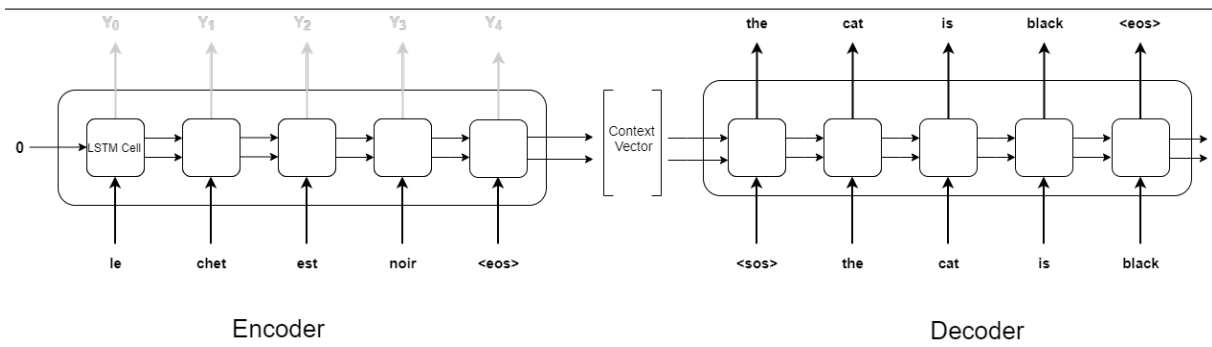 Y0 Y1 Y2 Y3 Y4
the cat is black <eos>
0
LSTM Cell
Context
Vector
le chet est noir <eos>
<sos> the cat is black
Encoder
Decoder